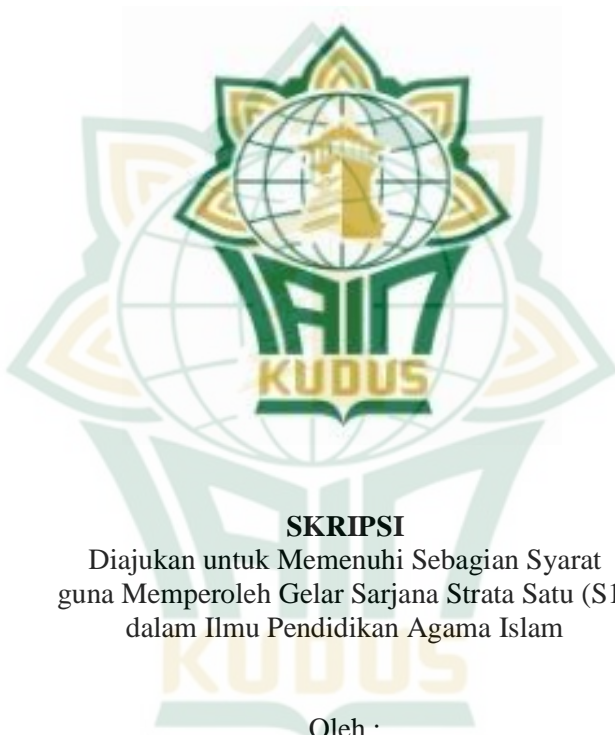 IAIN
KUDUS
SKRIPSI
Diajukan untuk Memenuhi Sebagian Syarat
guna Memperoleh Gelar Sarjana Strata Satu (S1
dalam Ilmu Pendidikan Agama Islam
KUDUS
Oleh :